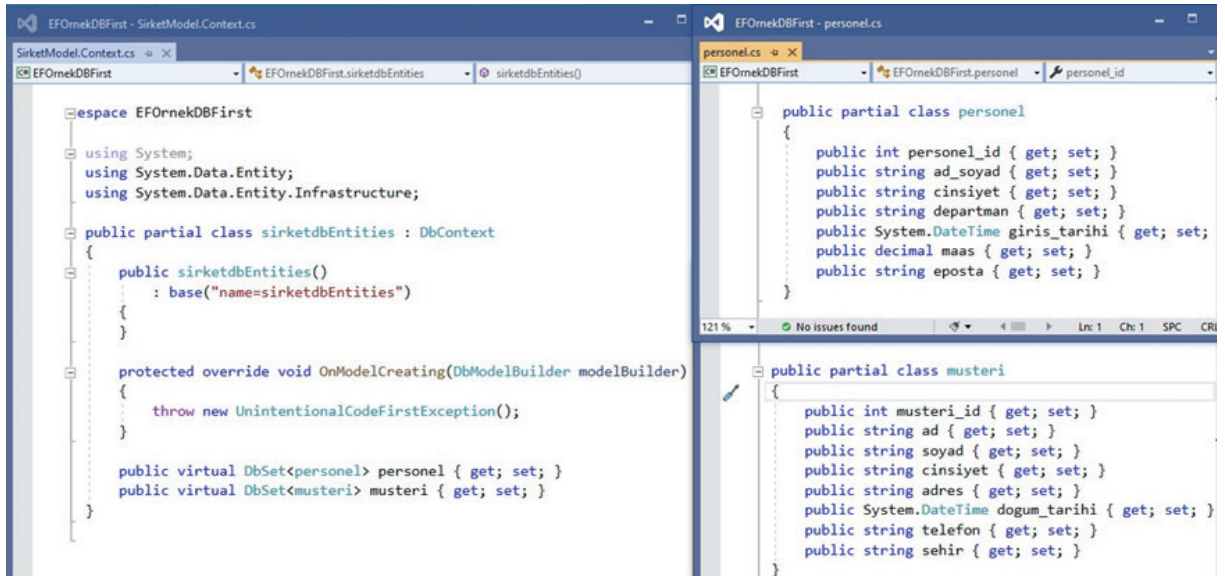 EFOrnekDBFirst - SirketModel.Context.cs
SirketModel.Context.cs
EFOrnekDBFirst
EFOrnekDBFirst.sirketdbEntities
sirketdbEntities()
espace EFOrnekDBFirst
using System;
using System.Data.Entity;
using System.Data.Entity.Infrastructure;
public partial class sirketdbEntities : DbContext
{
public sirketdbEntities()
: base("name=sirketdbEntities")
{
}
protected override void OnModelCreating(DbModelBuilder modelBuilder)
{
throw new UnintentionalCodeFirstException();
}
public virtual DbSet<personel> personel { get; set; }
public virtual DbSet<musteri> musteri { get; set; }
}
EFOrnekDBFirst - personel.cs
personel.cs
EFOrnekDBFirst
EFOrnekDBFirst.personel
personel_id
public partial class personel
{
public int personel_id { get; set; }
public string ad_soyad { get; set; }
public string cinsiyet { get; set; }
public string departman { get; set; }
public System.DateTime giris_tarihi { get; set;
public decimal maas { get; set; }
public string eposta { get; set; }
}
121 %
No issues found
Ln: 1 Ch: 1 SPC CRL
public partial class musteri
{
public int musteri_id { get; set; }
public string ad { get; set; }
public string soyad { get; set; }
public string cinsiyet { get; set; }
public string adres { get; set; }
public System.DateTime dogum_tarihi { get; set; }
public string telefon { get; set; }
public string sehir { get; set; }
}